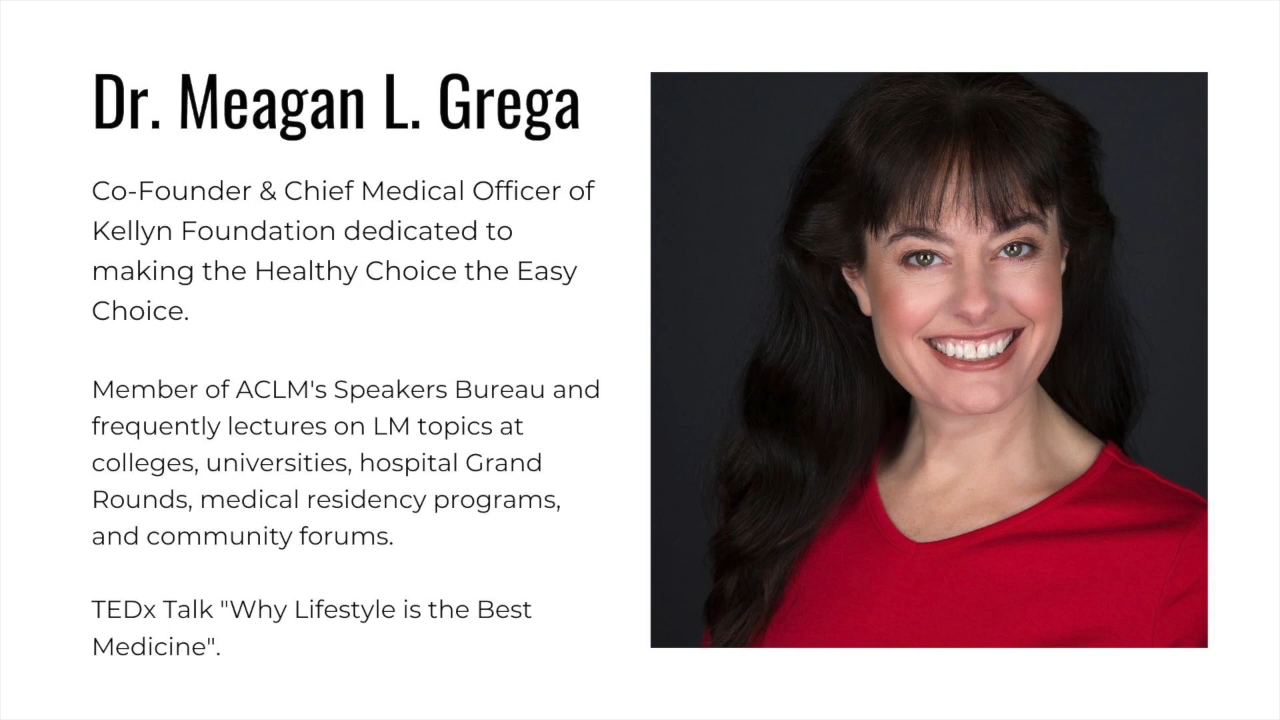 Dr. Meagan L. Grega
Co-Founder & Chief Medical Officer of
Kellyn Foundation dedicated to
making the Healthy Choice the Easy
Choice.
Member of ACLM's Speakers Bureau and
frequently lectures on LM topics at
colleges, universities, hospital Grand
Rounds, medical residency programs,
and community forums.
TEDx Talk "Why Lifestyle is the Best
Medicine".